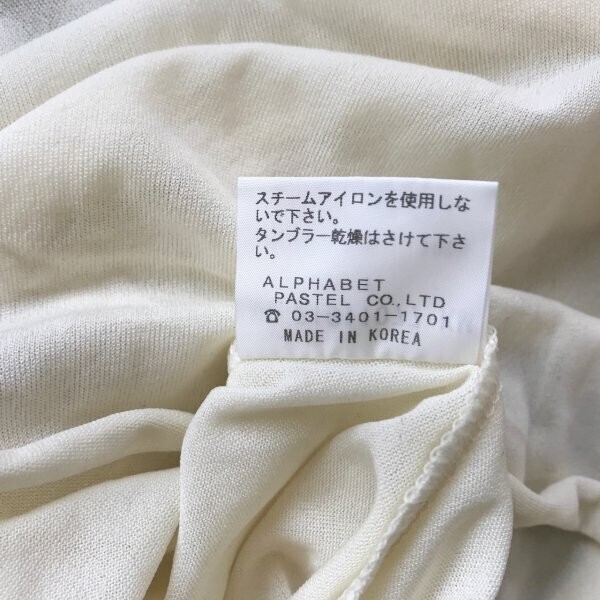 スチームアイロンを使用しな
いで下さい。
タンブラー乾燥はさけて下さ
い。
ALPHABET
PASTEL CO.,LTD
☎ 03-3401-1701
MADE IN KOREA